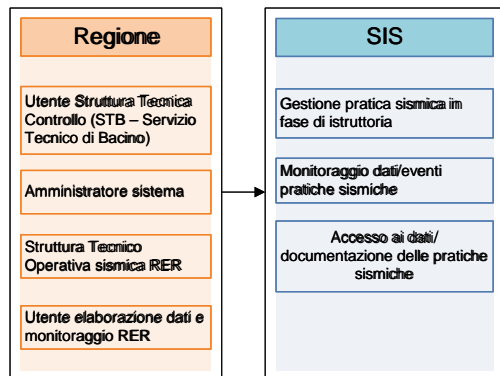 Regione
Utente Struttura Tecnica
Controllo (STB – Servizio
Tecnico di Bacino)
Amministratore sistema
Struttura Tecnico
Operativa sismica RER
Utente elaborazione dati e
monitoraggio RER
SIS
Gestione pratica sismica in
fase di istruttoria
Monitoraggio dati/eventi
pratiche sismiche
Accesso ai dati/
documentazione delle pratiche
sismiche